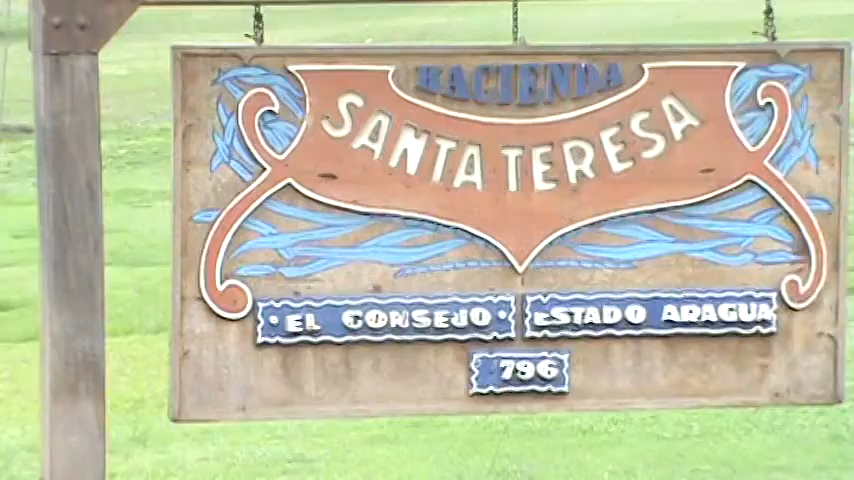 HACIENDA
SANTA TERESA
EL CONSEJO ESTADO ARAGUA
796